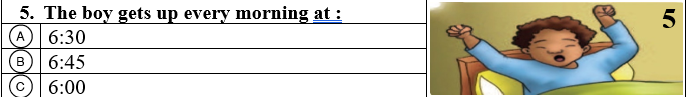 5. The boy gets up every morning at :
5
A 6:30
B 6:45
C 6:00